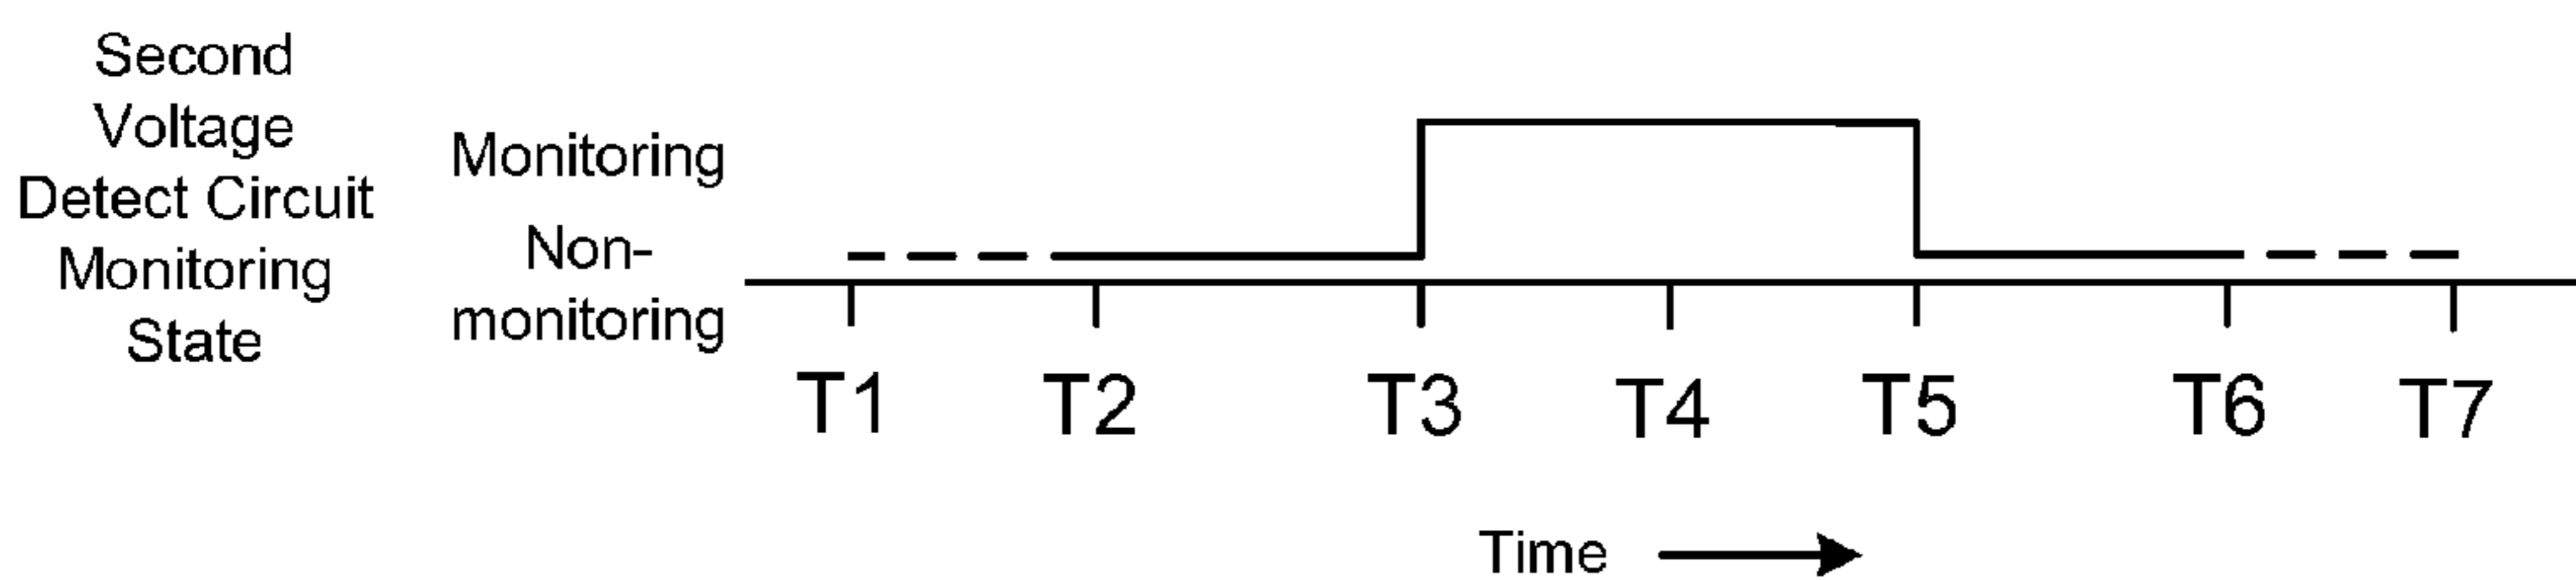 Second
Voltage
Detect Circuit
Monitoring
State
Monitoring
Non-
monitoring
T1 T2 T3 T4 T5 T6 T7
Time